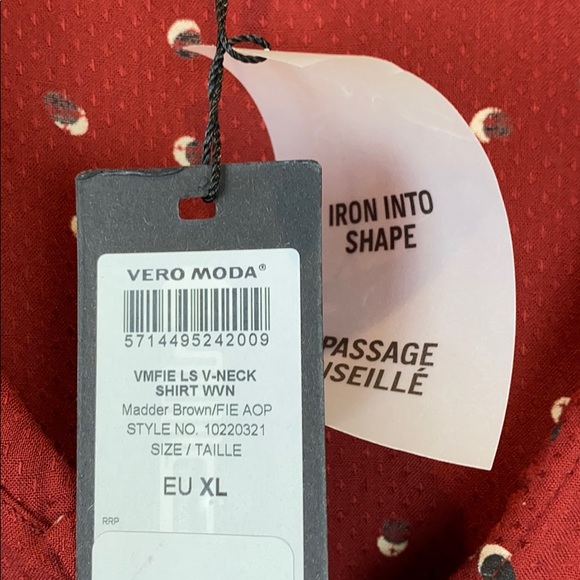 VERO MODA®
5714495242009
VMFIE LS V-NECK
SHIRT WVN
Madder Brown/FIE AOP
STYLE NO. 10220321
SIZE / TAILLE
EU XL
RRP
IRON INTO
SHAPE
PASSAGE